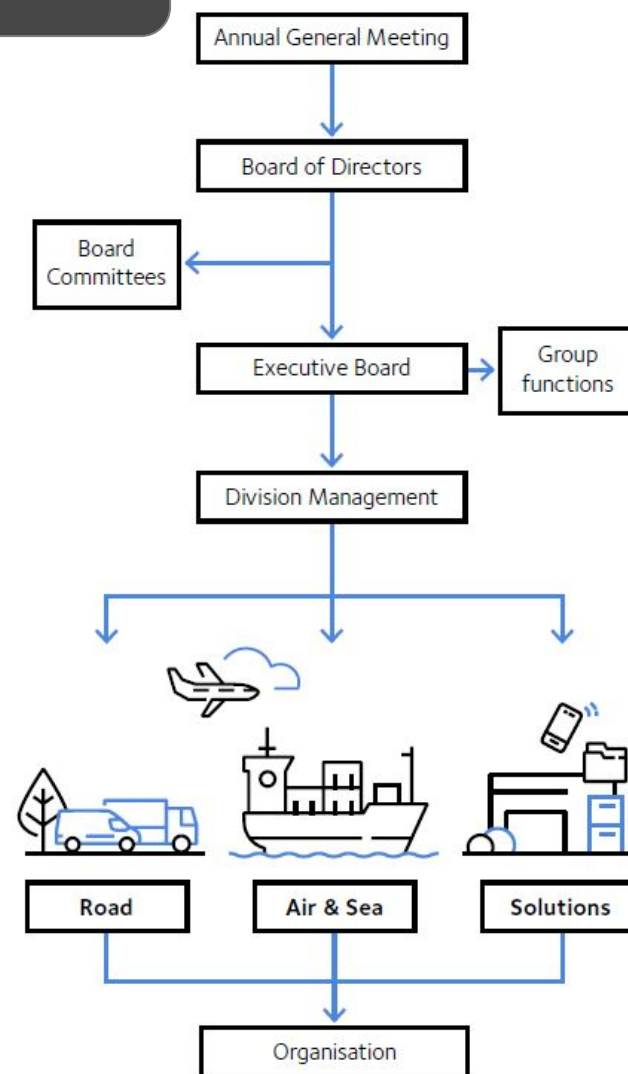 Annual General Meeting
Board of Directors
Board
Committees
Executive Board
Group
functions
Division Management
Road
Air & Sea
Solutions
Organisation